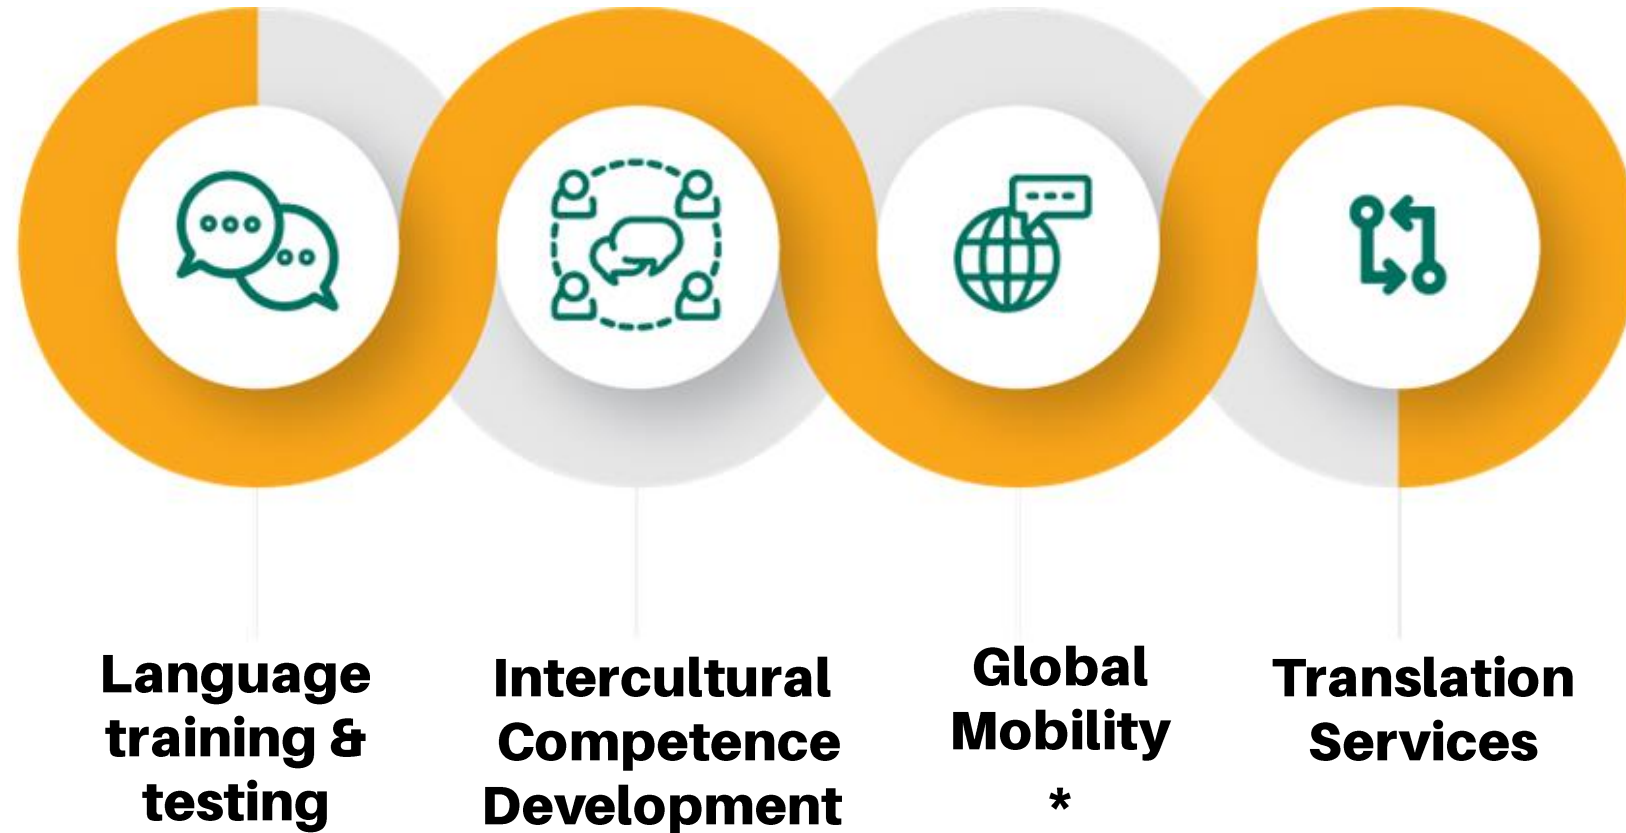 Language
training &
testing
Intercultural
Competence
Development
Global
Mobility
*
Translation
Services